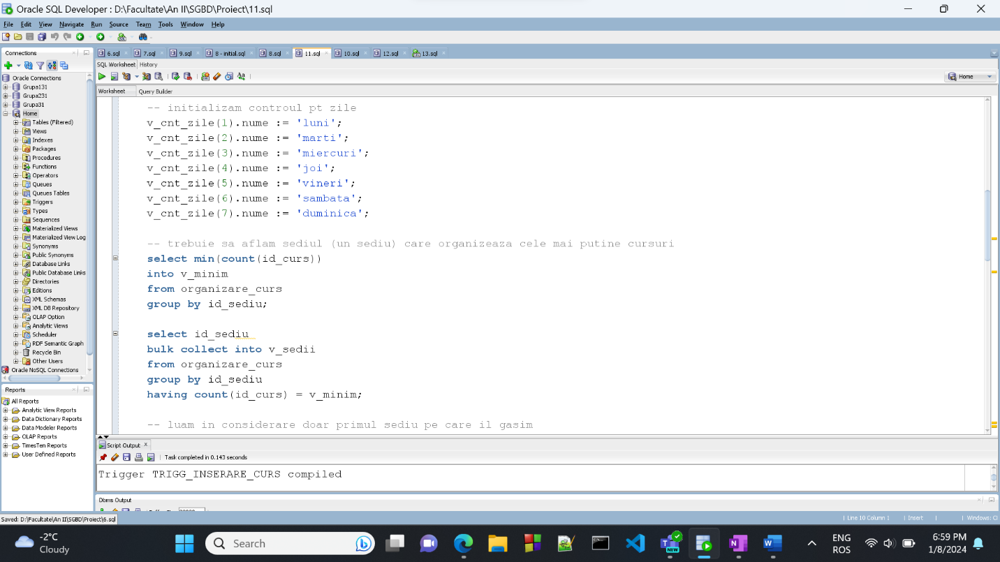 Oracle SQL Developer : D:\Facultate\An II\SGBD\Proiect\11.sql
File Edit View Navigate Run Source Team Tools Window Help
Connections
Oracle Connections
Grupa131
Grupa231
Grupa31
Home
Tables (Filtered)
Views
Indexes
Packages
Procedures
Functions
Operators
Queues
Queues Tables
Triggers
Types
Sequences
Materialized Views
Materialized View Log
Synonyms
Public Synonyms
Database Links
Public Database Links
Directories
Editions
XML Schemas
XML DB Repository
OLAP Option
Analytic Views
Scheduler
RDF Semantic Graph
Recycle Bin
Other Users
Oracle NoSQL Connections
Reports
All Reports
Analytic View Reports
Data Dictionary Reports
Data Modeler Reports
OLAP Reports
TimesTen Reports
User Defined Reports
6.sql 7.sql 9.sql 8 - initial.sql 8.sql 11.sql 10.sql 12.sql 13.sql
SQL Worksheet History
Home
Worksheet Query Builder
-- initializam controul pt zile
v_cnt_zile(1).nume := 'luni';
v_cnt_zile(2).nume := 'marti';
v_cnt_zile(3).nume := 'miercuri';
v_cnt_zile(4).nume := 'joi';
v_cnt_zile(5).nume := 'vineri';
v_cnt_zile(6).nume := 'sambata';
v_cnt_zile(7).nume := 'duminica';
-- trebuie sa aflam sediul (un sediu) care organizeaza cele mai putine cursuri
select min(count(id_curs))
into v_minim
from organizare_curs
group by id_sediu;
select id_sediu
bulk collect into v_sedii
from organizare_curs
group by id_sediu
having count(id_curs) = v_minim;
-- luam in considerare doar primul sediu pe care il gasim
Script Output
Task completed in 0.143 seconds
Trigger TRIGG_INSERARE_CURS compiled
Dbms Output
Saved: D:\Facultate\An II\SGBD\Proiect\6.sql
Line 10 Column 1 Insert Windows: Cl
-2°C
Cloudy
Search
NEW
ENG
ROS
6:59 PM
1/8/2024